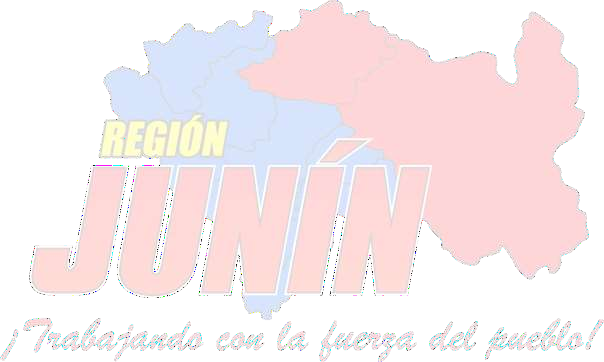 REGIÓN
JUNÍN
¡Trabajando con la fuerza del pueblo!